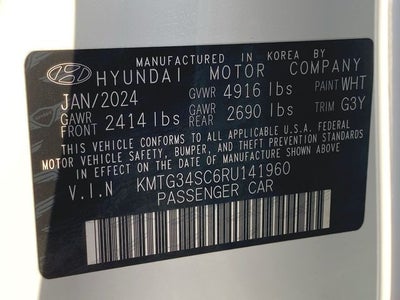 MANUFACTURED IN KOREA BY
HYUNDAI MOTOR COMPANY
JAN/2024 GVWR 4916 lbs PAINT WHT
GAWR FRONT 2414 lbs GAWR REAR 2690 lbs TRIM G3Y
THIS VEHICLE CONFORMS TO ALL APPLICABLE U.S.A. FEDERAL
MOTOR VEHICLE SAFETY, BUMPER, AND THEFT PREVENTION STANDARDS
IN EFFECT ON THE DATE OF MANUFACTURE SHOWN ABOVE.
V.I.N KMTG34SC6RU141960
PASSENGER CAR